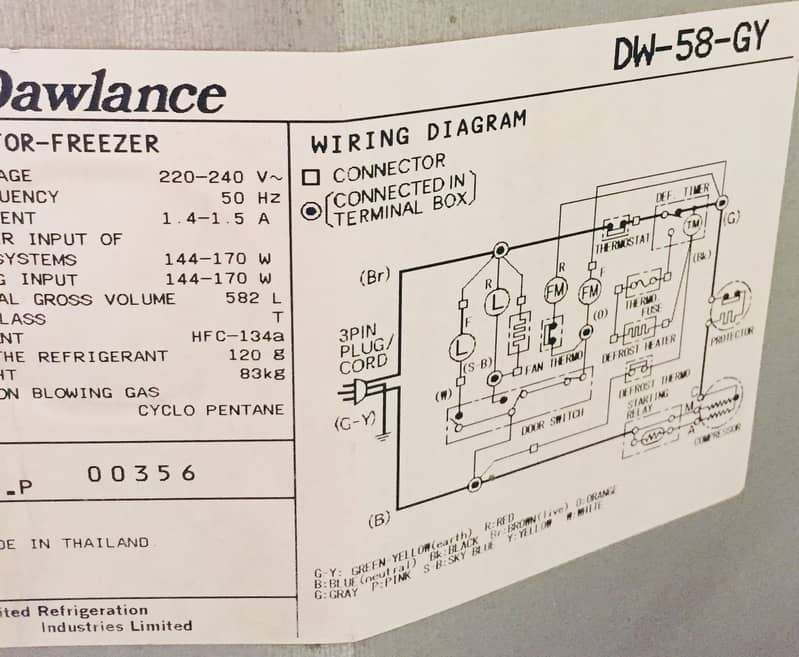 DW-58-GY
Dawlance
TOR-FREEZER
AGE 220-240 V~
UENCY 50 Hz
ENT 1.4-1.5 A
R INPUT OF
SYSTEMS 144-170 W
G INPUT 144-170 W
AL GROSS VOLUME 582 L
LASS T
NT HFC-134a
THE REFRIGERANT 120 g
HT 83kg
ON BLOWING GAS
CYCLO PENTANE
.P 00356
DE IN THAILAND
ited Refrigeration
Industries Limited
WIRING DIAGRAM
CONNECTOR
(CONNECTED IN
TERMINAL BOX)
DEF. TIMER
(G)
THERMOSTAT
TM
(Br)
R
R
F
FM
FM
(Bk)
L
THERMO
FUSE
F
(O)
3PIN
PLUG/
CORD
L
PROTECTOR
DEFROST HEATER
(S-B)
FAN THERMO
DEFROST THERMO
(W)
STARTING
RELAY
C
M
A
(G-Y)
DOOR SWITCH
COMPRESSOR
(B)
G-Y: GREEN-YELLOW(earth) R:RED O:ORANGE
B:BLUE(neutral) Bk:BLACK Br:BROWN(live) W:WHITE
G:GRAY P:PINK S-B:SKY BLUE Y:YELLOW